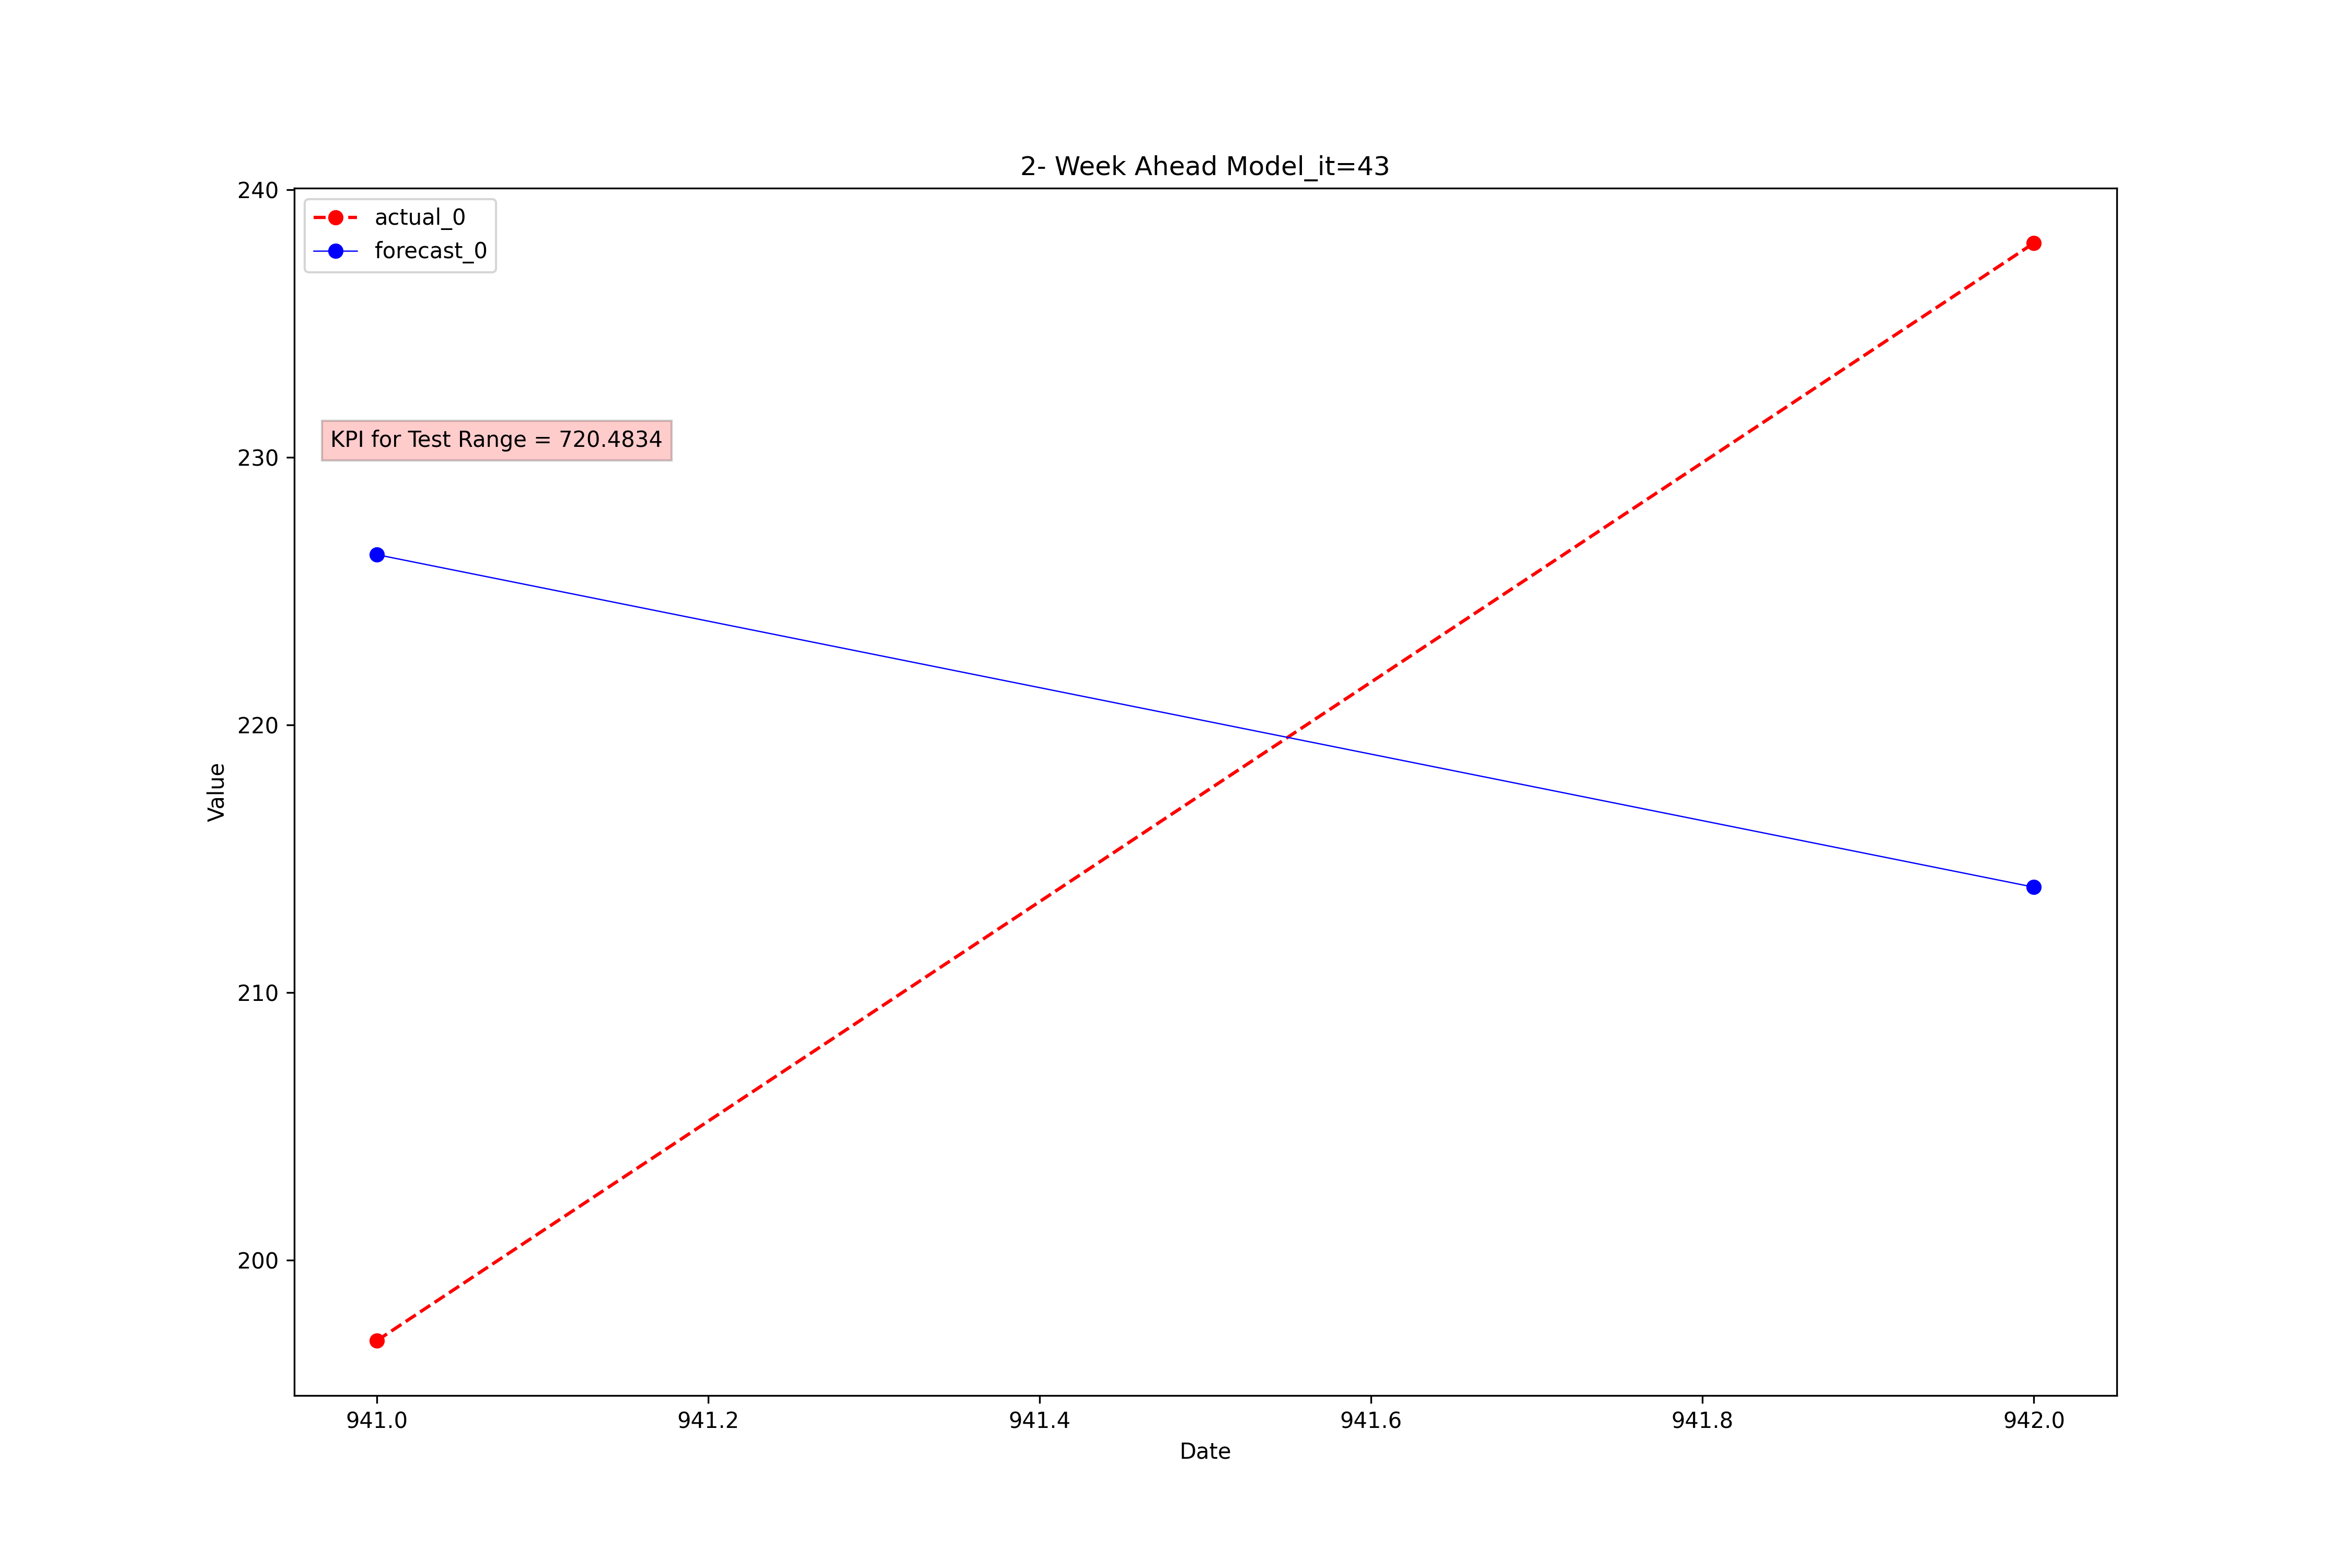 2- Week Ahead Model_it=43
240
actual_0
forecast_0
KPI for Test Range = 720.4834
230
220
Value
210
200
941.0 941.2 941.4 941.6 941.8 942.0
Date